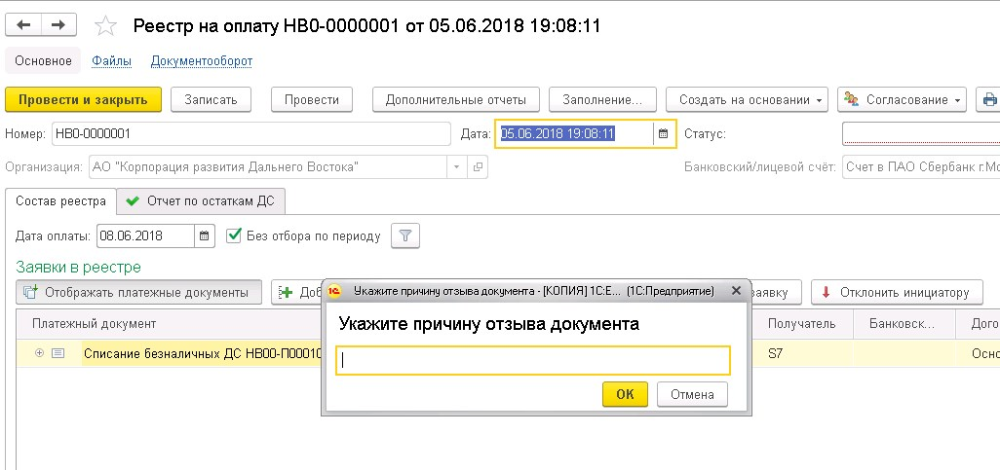 Реестр на оплату НВ0-0000001 от 05.06.2018 19:08:11
Основное Файлы Документооборот
Провести и закрыть Записать Провести Дополнительные отчеты Заполнение... Создать на основании Согласование
Номер: НВ0-0000001 Дата: 05.06.2018 19:08:11 Статус:
Организация: АО "Корпорация развития Дальнего Востока" Банковский/лицевой счёт: Счет в ПАО Сбербанк г.Мо
Состав реестра Отчет по остаткам ДС
Дата оплаты: 08.06.2018 Без отбора по периоду
Заявки в реестре
Отображать платежные документы Доб заявку Отклонить инициатору
1С Укажите причину отзыва документа - [КОПИЯ] 1С:Е... (1С:Предприятие)
Укажите причину отзыва документа
Платежный документ Получатель Банковск... Дого
Списание безналичных ДС НВ00-П00010 S7 Осно
ОК Отмена